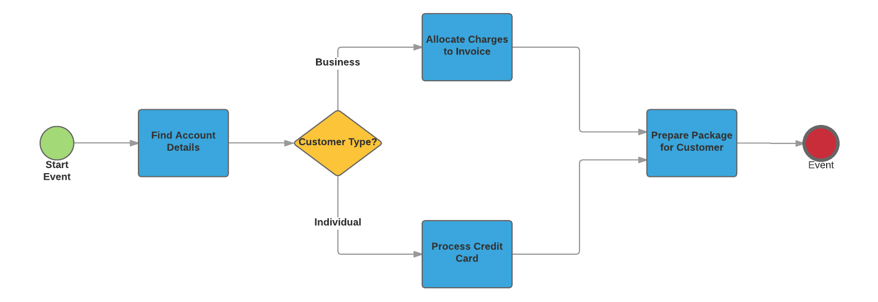 Allocate Charges
to Invoice
Business
Start
Event
Find Account
Details
Customer Type?
Prepare Package
for Customer
Event
Individual
Process Credit
Card